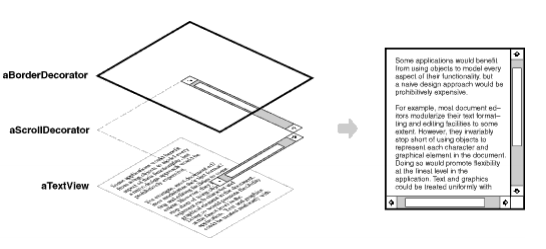 aBorderDecorator
aScrollDecorator
aTextView
Some applications would benefit
from using objects to model every
aspect of their functionality, but
a naive design approach would be
prohibitively expensive.
For example, most document ed-
itors modularize their text format-
ting and editing facilities to some
extent. However, they invariably
stop short of using objects to
represent each character and
graphical element in the document.
Doing so would promote flexibility
at the finest level in the
application. Text and graphics
could be treated uniformly with